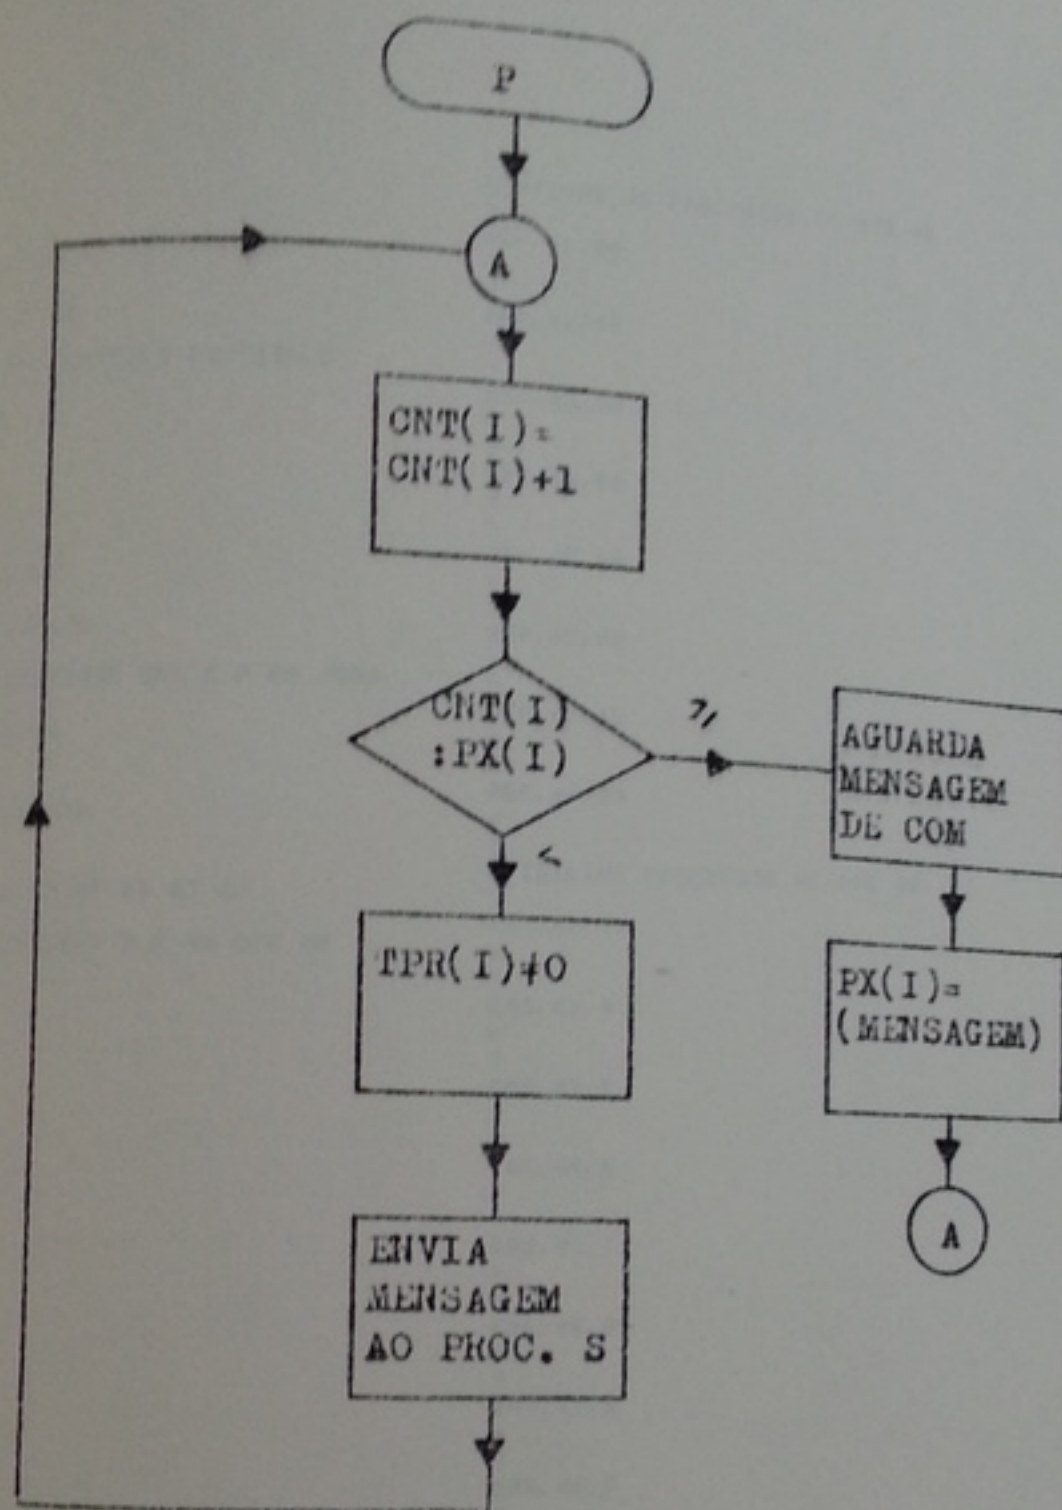 P
A
CNT(I)=
CNT(I)+1
CNT(I)
:PX(I)
≥
<
AGUARDA
MENSAGEM
DE COM
TPR(I)≠0
PX(I)=
(MENSAGEM)
ENVIA
MENSAGEM
AO PROC. S
A